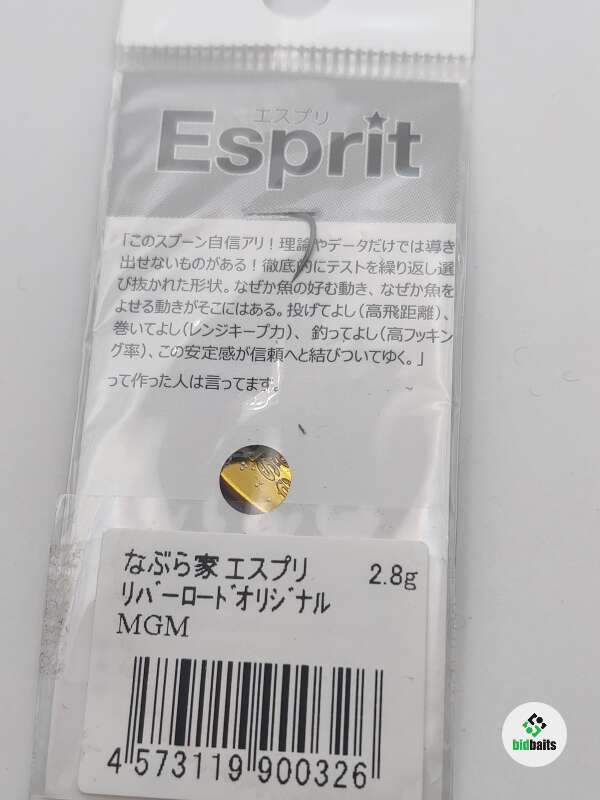 エスプリ
Esprit
「このスプーン自信アリ！理論やデータだけでは導き
出せないものがある！徹底的にテストを繰り返し選
び抜かれた形状。なぜか魚の好む動き、なぜか魚を
よせる動きがそこにはある。投げてよし（高飛距離）、
巻いてよし（レンジキープ力）、釣ってよし（高フッキン
グ率）、この安定感が信頼へと結びついてゆく。」
って作った人は言ってます。
なぶら家 エスプリ 2.8g
ﾘﾊﾞｰﾛｰﾄﾞｵﾘｼﾞﾅﾙ
MGM
4 573119 900326
bidbaits